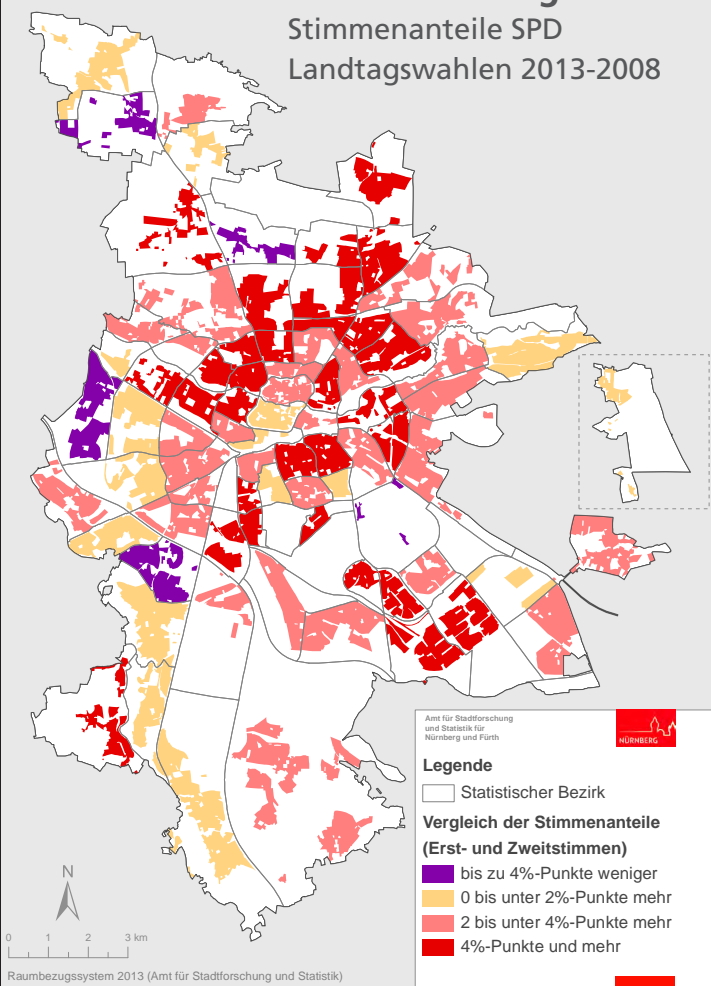 Stimmenanteile SPD
Landtagswahlen 2013-2008
Amt für Stadtforschung
und Statistik für
Nürnberg und Fürth
NÜRNBERG
Legende
Statistischer Bezirk
Vergleich der Stimmenanteile
(Erst- und Zweitstimmen)
bis zu 4%-Punkte weniger
0 bis unter 2%-Punkte mehr
2 bis unter 4%-Punkte mehr
4%-Punkte und mehr
N
0 1 2 3 km
Raumbezugssystem 2013 (Amt für Stadtforschung und Statistik)